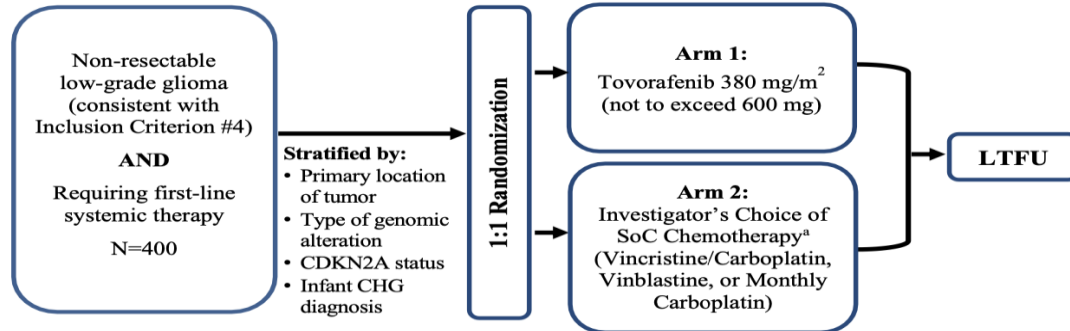 Non-resectable
low-grade glioma
(consistent with
Inclusion Criterion #4)
AND
Requiring first-line
systemic therapy
N=400
Stratified by:
• Primary location
of tumor
• Type of genomic
alteration
• CDKN2A status
• Infant CHG
diagnosis
1:1 Randomization
Arm 1:
Tovorafenib 380 mg/m²
(not to exceed 600 mg)
Arm 2:
Investigator’s Choice of
SoC Chemotherapyᵃ
(Vincristine/Carboplatin,
Vinblastine, or Monthly
Carboplatin)
LTFU